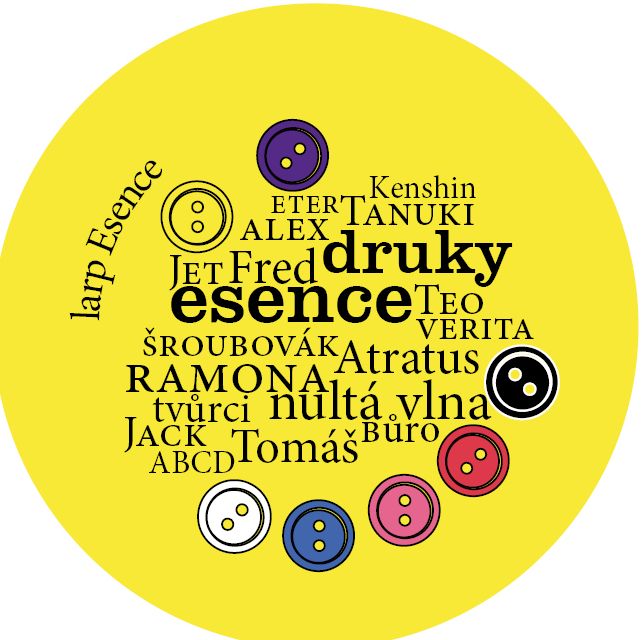 larp Esence
Kenshin
ETER TANUKI
ALEX
druky
JET Fred
esence TEO
VERITA
ŠROUBOVÁK
Atratus
RAMONA
tvůrci nultá vlna
JACK
BŮRO
Tomáš
ABCD